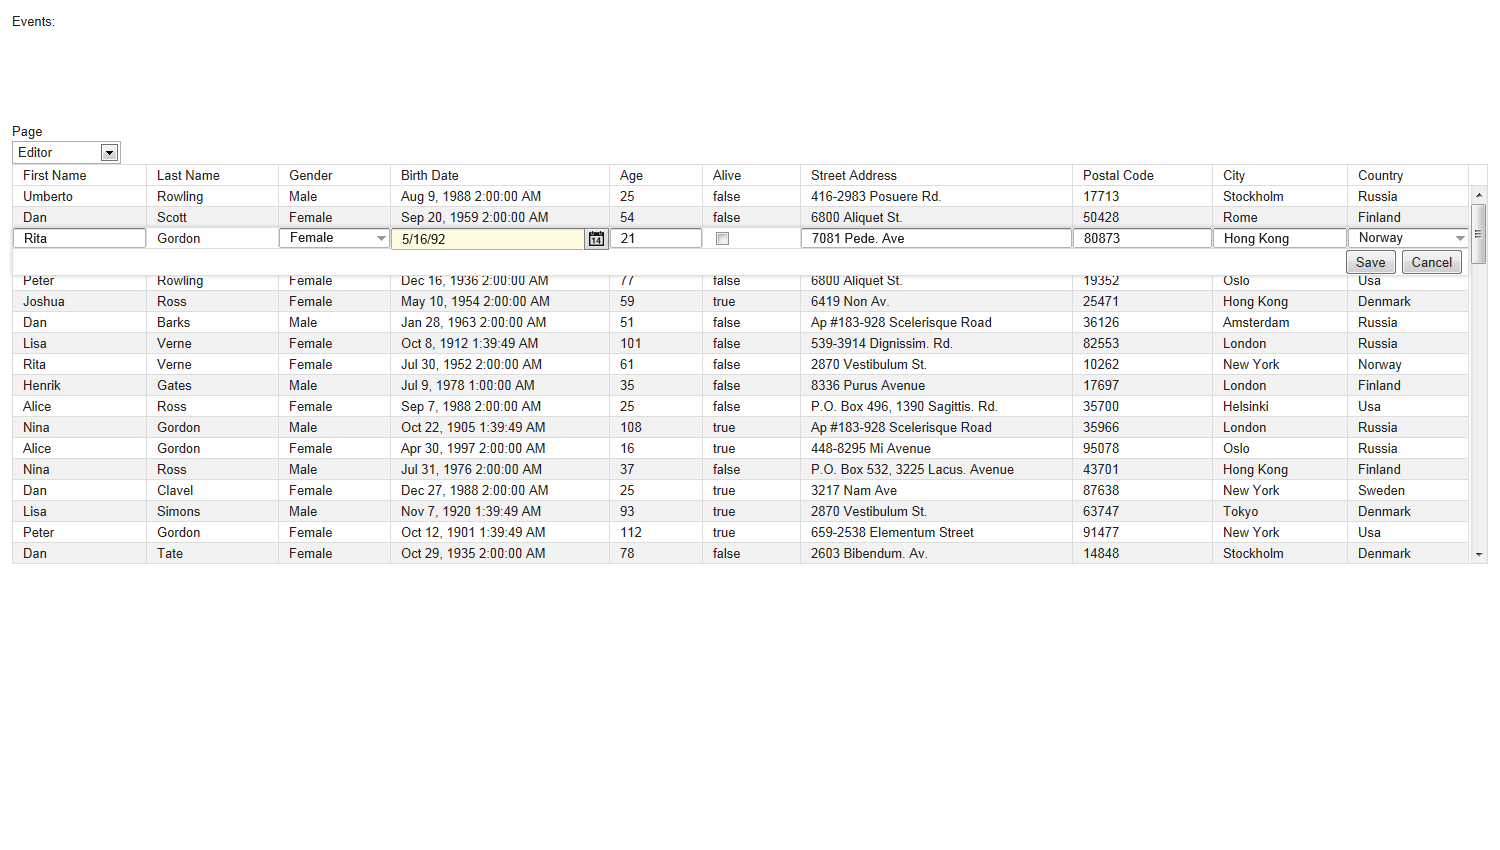 Events:
Page
Editor
First Name Last Name Gender Birth Date Age Alive Street Address Postal Code City Country
Umberto Rowling Male Aug 9, 1988 2:00:00 AM 25 false 416-2983 Posuere Rd. 17713 Stockholm Russia
Dan Scott Female Sep 20, 1959 2:00:00 AM 54 false 6800 Aliquet St. 50428 Rome Finland
Rita Gordon Female 5/16/92 14 21 7081 Pede. Ave 80873 Hong Kong Norway
Save Cancel
Peter Rowling Female Dec 16, 1936 2:00:00 AM 77 false 6800 Aliquet St. 19352 Oslo Usa
Joshua Ross Female May 10, 1954 2:00:00 AM 59 true 6419 Non Av. 25471 Hong Kong Denmark
Dan Barks Male Jan 28, 1963 2:00:00 AM 51 false Ap #183-928 Scelerisque Road 36126 Amsterdam Russia
Lisa Verne Female Oct 8, 1912 1:39:49 AM 101 false 539-3914 Dignissim. Rd. 82553 London Russia
Rita Verne Female Jul 30, 1952 2:00:00 AM 61 false 2870 Vestibulum St. 10262 New York Norway
Henrik Gates Male Jul 9, 1978 1:00:00 AM 35 false 8336 Purus Avenue 17697 London Finland
Alice Ross Female Sep 7, 1988 2:00:00 AM 25 false P.O. Box 496, 1390 Sagittis. Rd. 35700 Helsinki Usa
Nina Gordon Male Oct 22, 1905 1:39:49 AM 108 true Ap #183-928 Scelerisque Road 35966 London Russia
Alice Gordon Female Apr 30, 1997 2:00:00 AM 16 true 448-8295 Mi Avenue 95078 Oslo Russia
Nina Ross Male Jul 31, 1976 2:00:00 AM 37 false P.O. Box 532, 3225 Lacus. Avenue 43701 Hong Kong Finland
Dan Clavel Female Dec 27, 1988 2:00:00 AM 25 true 3217 Nam Ave 87638 New York Sweden
Lisa Simons Male Nov 7, 1920 1:39:49 AM 93 true 2870 Vestibulum St. 63747 Tokyo Denmark
Peter Gordon Female Oct 12, 1901 1:39:49 AM 112 true 659-2538 Elementum Street 91477 New York Usa
Dan Tate Female Oct 29, 1935 2:00:00 AM 78 false 2603 Bibendum. Av. 14848 Stockholm Denmark